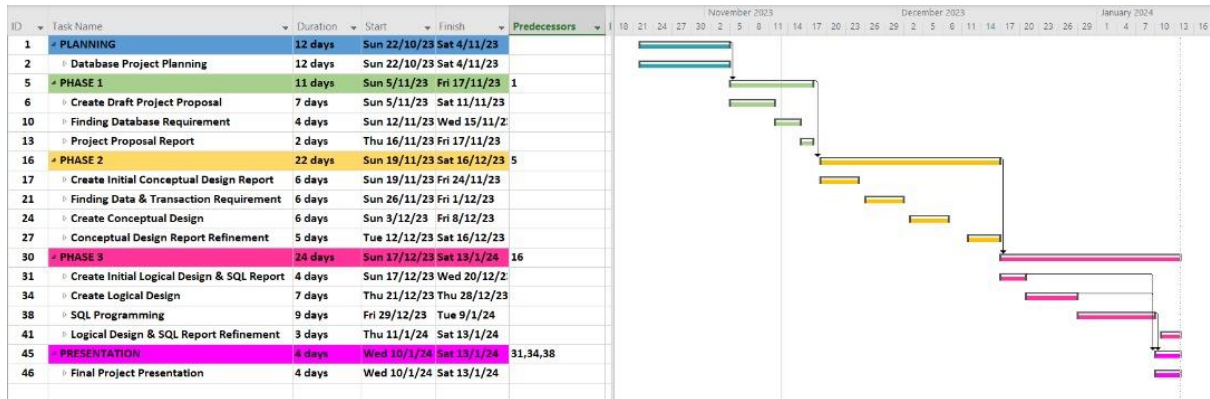 November 2023 December 2023 January 2024
ID Task Name Duration Start Finish Predecessors 18 21 24 27 30 2 5 8 11 14 17 20 23 26 29 2 5 8 11 14 17 20 23 26 29 1 4 7 10 13 16
1 PLANNING 12 days Sun 22/10/23 Sat 4/11/23
2 Database Project Planning 12 days Sun 22/10/23 Sat 4/11/23
5 PHASE 1 11 days Sun 5/11/23 Fri 17/11/23 1
6 Create Draft Project Proposal 7 days Sun 5/11/23 Sat 11/11/23
10 Finding Database Requirement 4 days Sun 12/11/23 Wed 15/11/2
13 Project Proposal Report 2 days Thu 16/11/23 Fri 17/11/23
16 PHASE 2 22 days Sun 19/11/23 Sat 16/12/23 5
17 Create Initial Conceptual Design Report 6 days Sun 19/11/23 Fri 24/11/23
21 Finding Data & Transaction Requirement 6 days Sun 26/11/23 Fri 1/12/23
24 Create Conceptual Design 6 days Sun 3/12/23 Fri 8/12/23
27 Conceptual Design Report Refinement 5 days Tue 12/12/23 Sat 16/12/23
30 PHASE 3 24 days Sun 17/12/23 Sat 13/1/24 16
31 Create Initial Logical Design & SQL Report 4 days Sun 17/12/23 Wed 20/12/2
34 Create Logical Design 7 days Thu 21/12/23 Thu 28/12/23
38 SQL Programming 9 days Fri 29/12/23 Tue 9/1/24
41 Logical Design & SQL Report Refinement 3 days Thu 11/1/24 Sat 13/1/24
45 PRESENTATION 4 days Wed 10/1/24 Sat 13/1/24 31,34,38
46 Final Project Presentation 4 days Wed 10/1/24 Sat 13/1/24